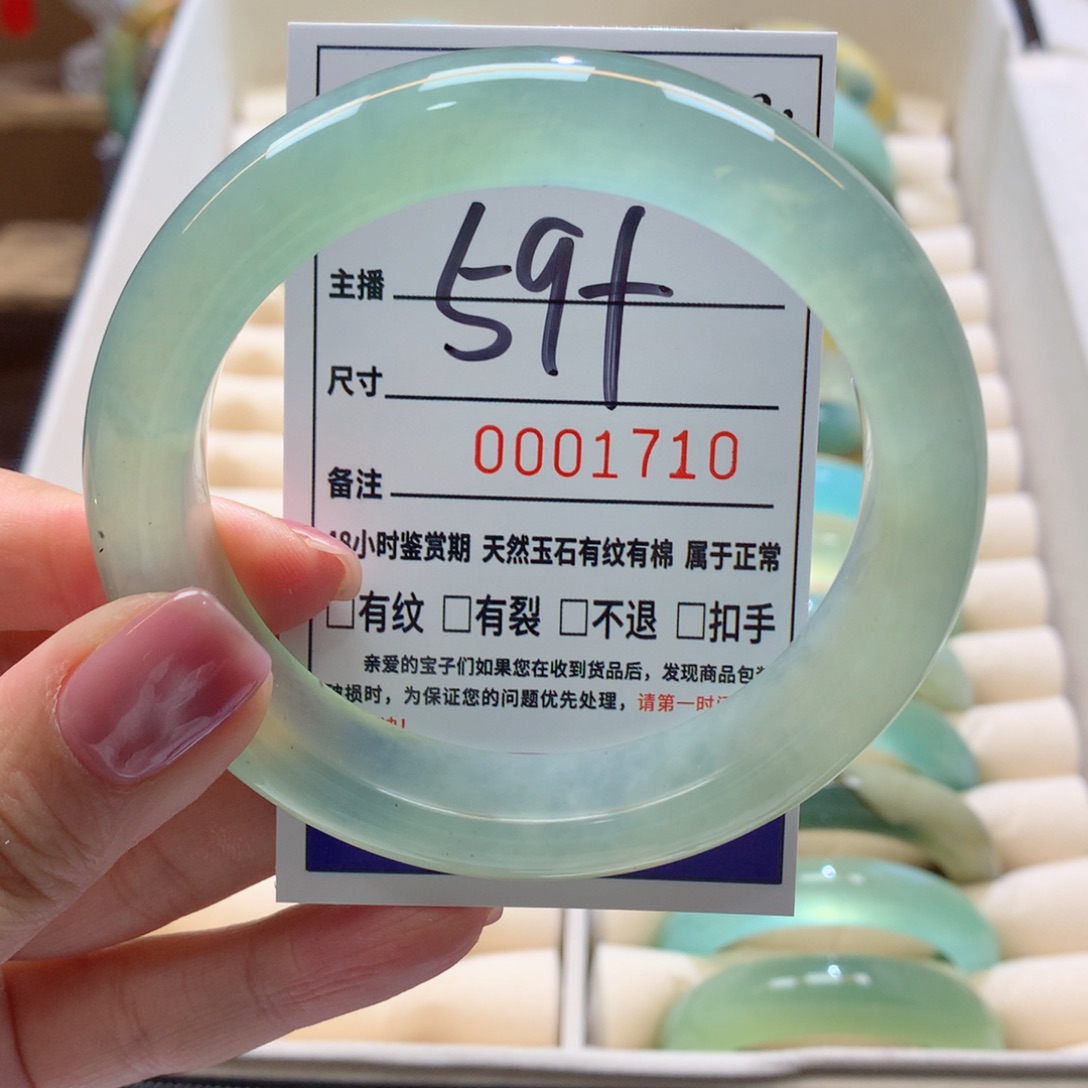 主播
59+
尺寸
0001710
备注
小时鉴赏期 天然玉石有纹有棉 属于正常
□有纹 □有裂 □不退 □扣手
亲爱的宝子们如果您在收到货品后，发现商品包
破损时，为保证您的问题优先处理，请第一时